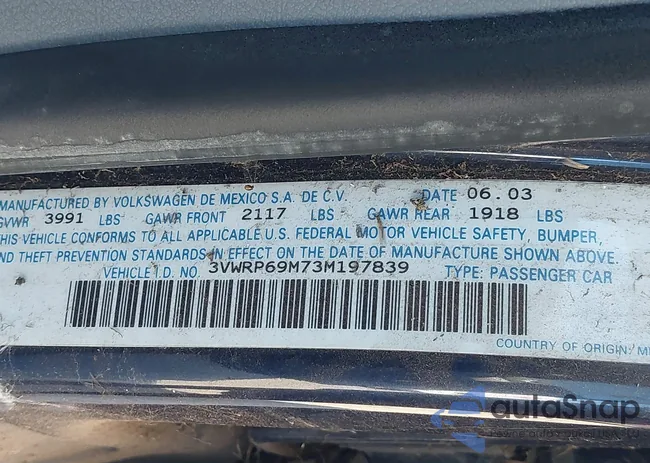 MANUFACTURED BY VOLKSWAGEN DE MEXICO S.A. DE C.V. DATE 06.03
GVWR 3991 LBS GAWR FRONT 2117 LBS GAWR REAR 1918 LBS
THIS VEHICLE CONFORMS TO ALL APPLICABLE U.S. FEDERAL MOTOR VEHICLE SAFETY, BUMPER,
AND THEFT PREVENTION STANDARDS IN EFFECT ON THE DATE OF MANUFACTURE SHOWN ABOVE.
VEHICLE I.D. NO. 3VWRP69M73M197839 TYPE: PASSENGER CAR
COUNTRY OF ORIGIN:
autoSnap